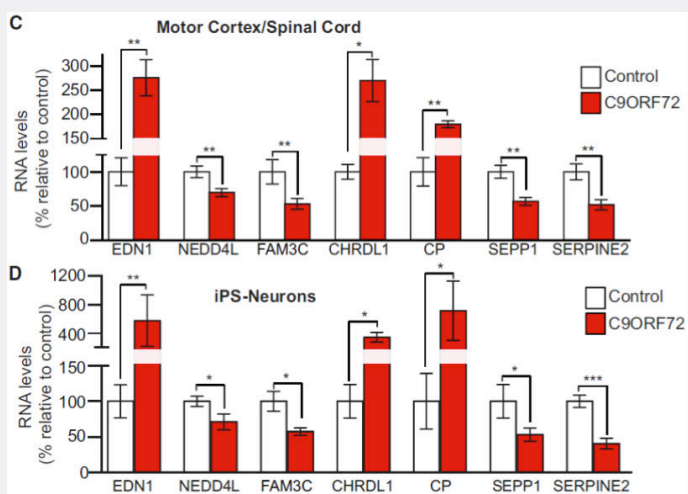 C
Motor Cortex/Spinal Cord
RNA levels
(% relative to control)
300
250
200
150
100
50
0
** ** ** * ** ** **
Control
C9ORF72
EDN1 NEDD4L FAM3C CHRDL1 CP SEPP1 SERPINE2
D
iPS-Neurons
RNA levels
(% relative to control)
1200
800
400
150
100
50
0
** * * * * * ***
Control
C9ORF72
EDN1 NEDD4L FAM3C CHRDL1 CP SEPP1 SERPINE2